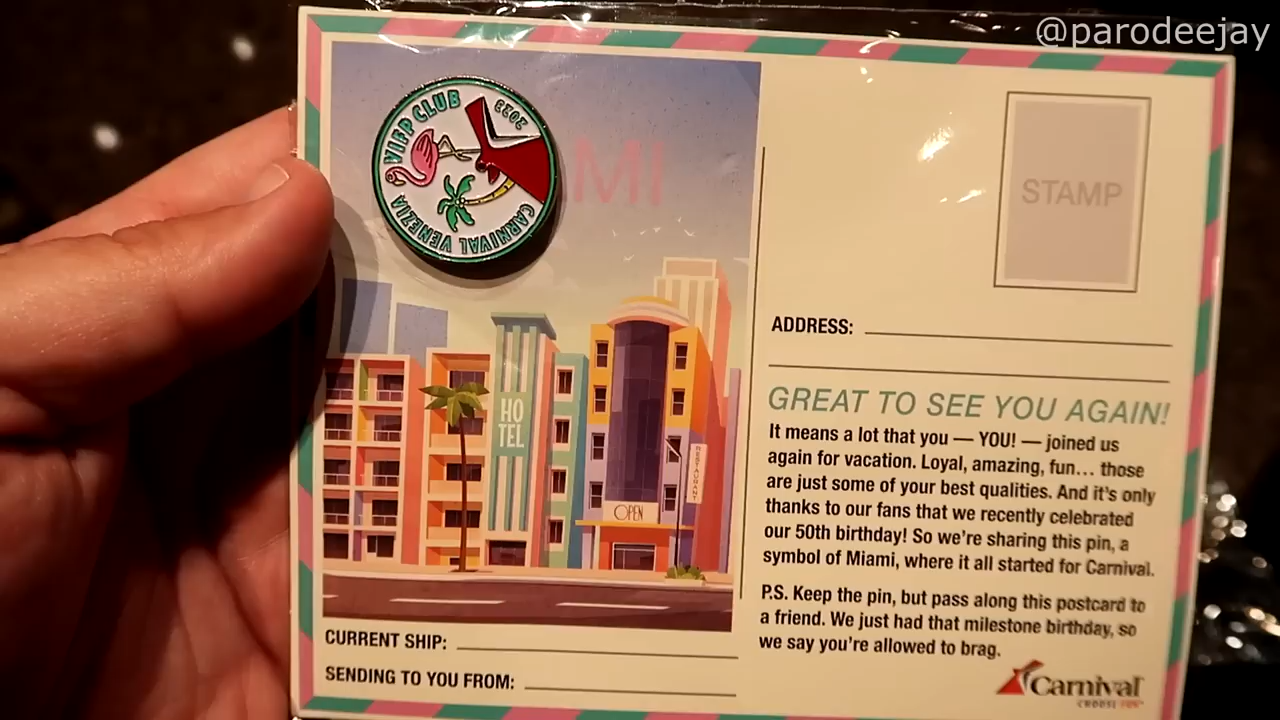 @parodeejay
VIFP CLUB
2023
CARNIVAL VENEZIA
MI
STAMP
HO
TEL
RESTAURANT
OPEN
CURRENT SHIP:
SENDING TO YOU FROM:
ADDRESS:
GREAT TO SEE YOU AGAIN!
It means a lot that you — YOU! — joined us
again for vacation. Loyal, amazing, fun... those
are just some of your best qualities. And it's only
thanks to our fans that we recently celebrated
our 50th birthday! So we're sharing this pin, a
symbol of Miami, where it all started for Carnival.
P.S. Keep the pin, but pass along this postcard to
a friend. We just had that milestone birthday, so
we say you're allowed to brag.
Carnival
CHOOSE FUN